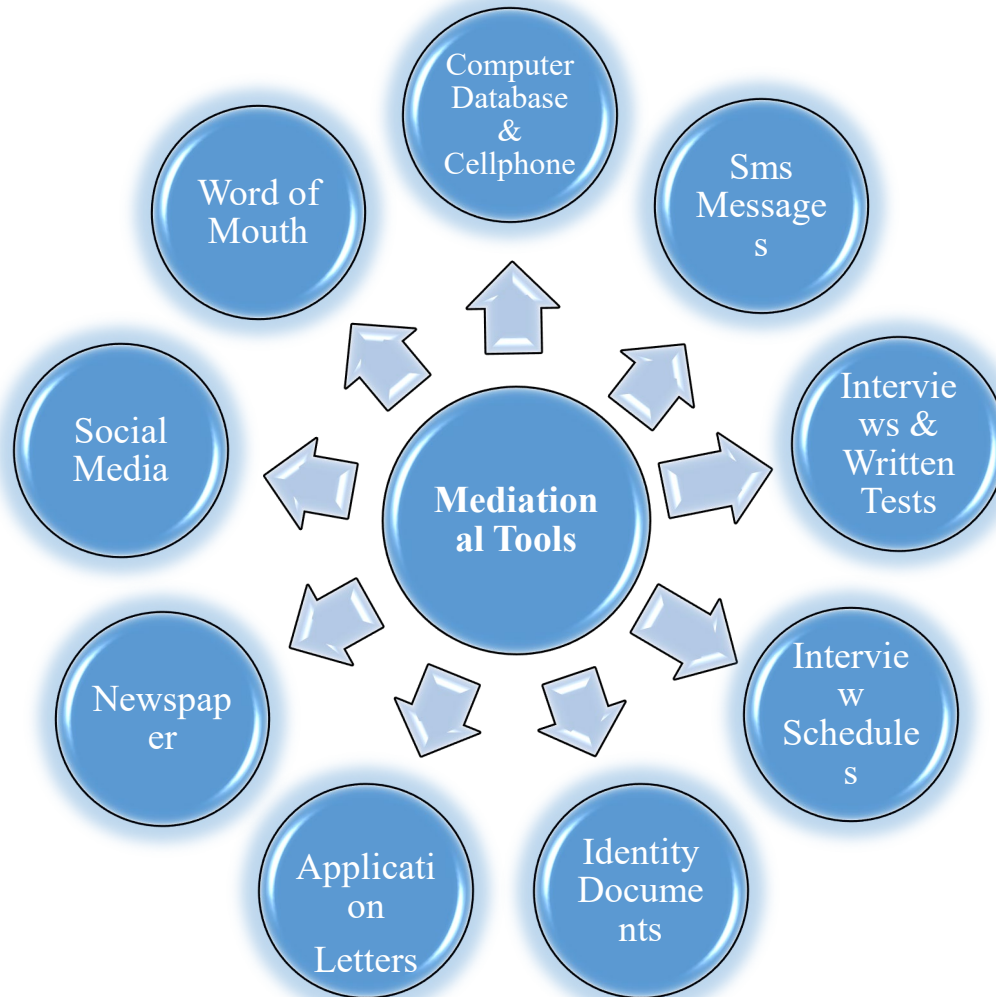 Computer
Database
&
Cellphone
Sms
Message
s
Intervie
ws &
Written
Tests
Intervie
w
Schedule
s
Identity
Docume
nts
Applicati
on
Letters
Newspap
er
Social
Media
Word of
Mouth
Mediation
al Tools